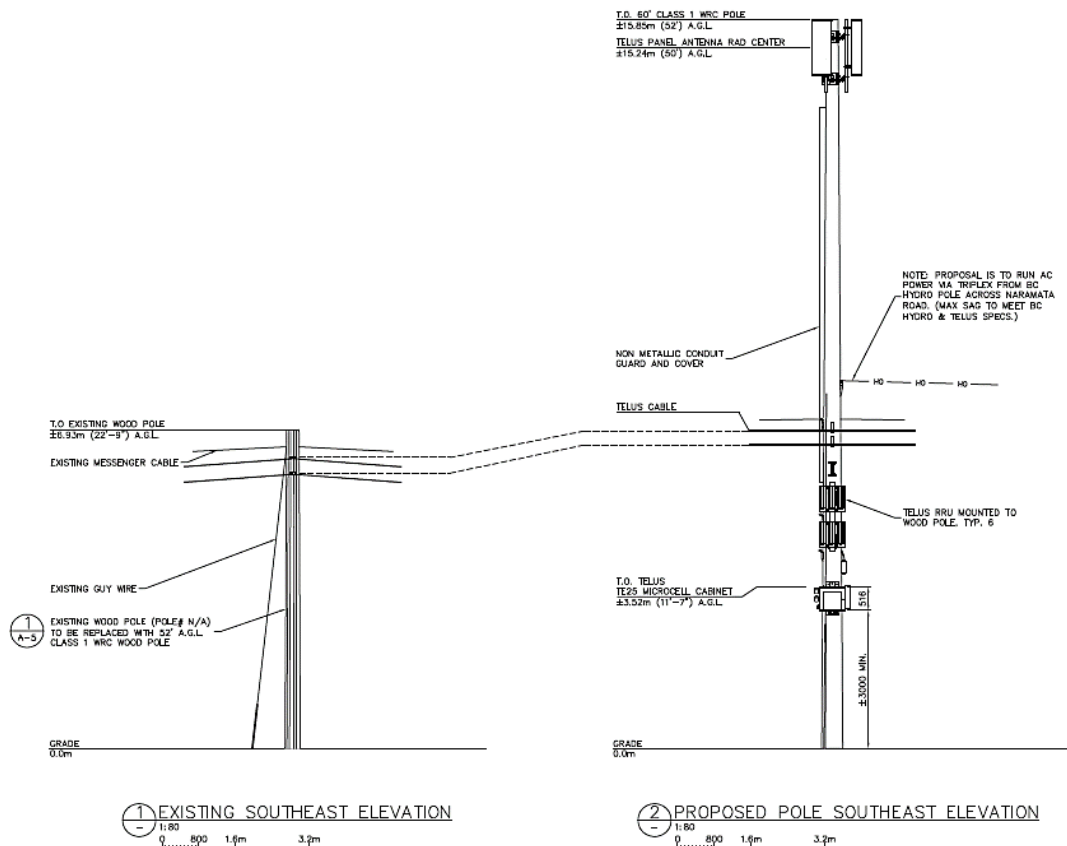 T.O. 60' CLASS 1 WRC POLE
±15.85m (52') A.G.L.
TELUS PANEL ANTENNA RAD CENTER
±15.24m (50') A.G.L.
NOTE: PROPOSAL IS TO RUN AC
POWER VIA TRIPLEX FROM BC
HYDRO POLE ACROSS NARAMATA
ROAD. (MAX SAG TO MEET BC
HYDRO & TELUS SPECS.)
NON METALLIC CONDUIT
GUARD AND COVER
HO HO HO
TELUS CABLE
T.O EXISTING WOOD POLE
±6.93m (22'-9") A.G.L.
EXISTING MESSENGER CABLE
TELUS RRU MOUNTED TO
WOOD POLE. TYP. 6
EXISTING GUY WIRE
T.O. TELUS
TE25 MICROCELL CABINET
±3.52m (11'-7") A.G.L.
516
1
A-5
EXISTING WOOD POLE (POLE# N/A)
TO BE REPLACED WITH 52' A.G.L.
CLASS 1 WRC WOOD POLE
±3000 MIN.
GRADE
0.0m
GRADE
0.0m
1
–
EXISTING SOUTHEAST ELEVATION
1:80
0 800 1.6m 3.2m
2
–
PROPOSED POLE SOUTHEAST ELEVATION
1:80
0 800 1.6m 3.2m